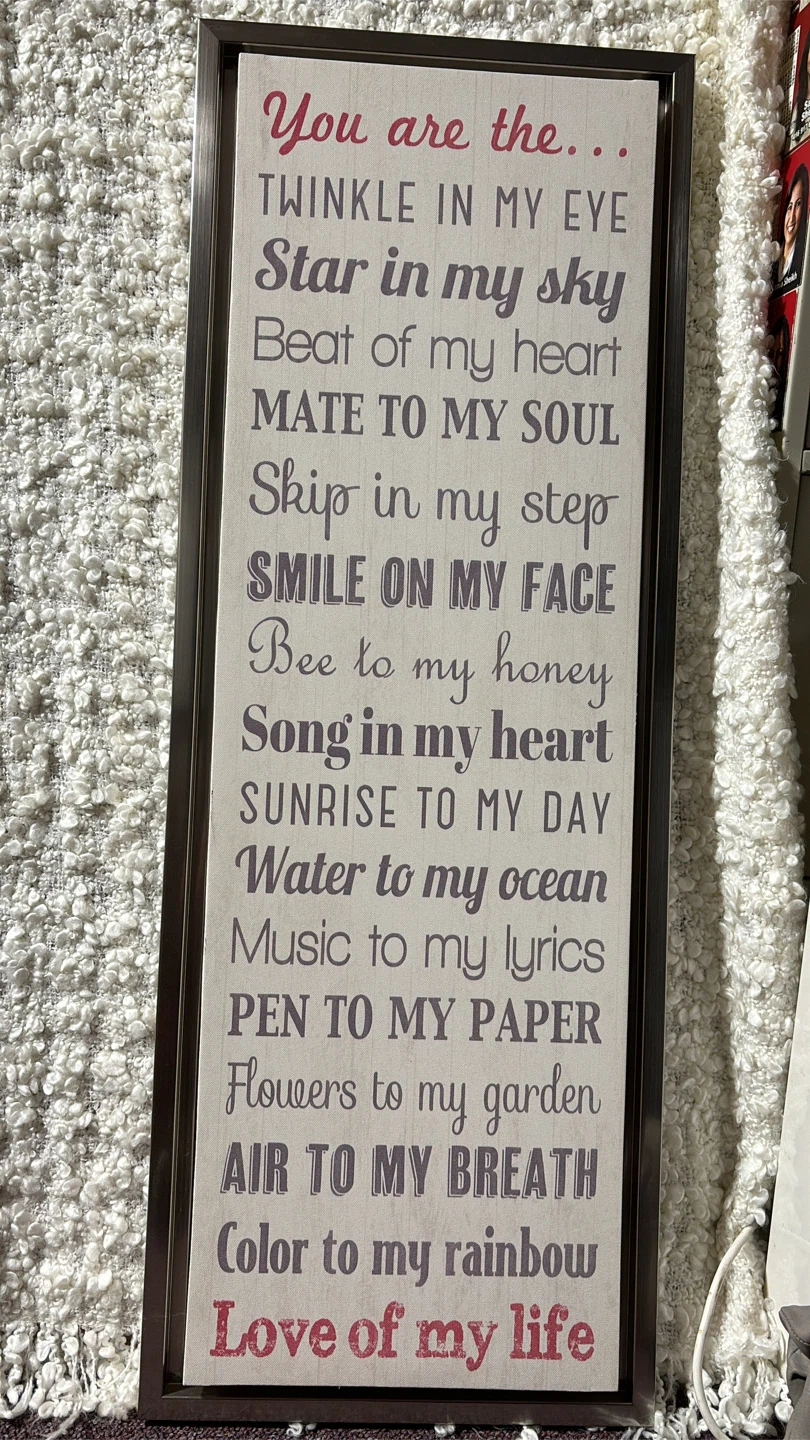 You are the...
TWINKLE IN MY EYE
Star in my sky
Beat of my heart
MATE TO MY SOUL
Skip in my step
SMILE ON MY FACE
Bee to my honey
Song in my heart
SUNRISE TO MY DAY
Water to my ocean
Music to my lyrics
PEN TO MY PAPER
Flowers to my garden
AIR TO MY BREATH
Color to my rainbow
Love of my life